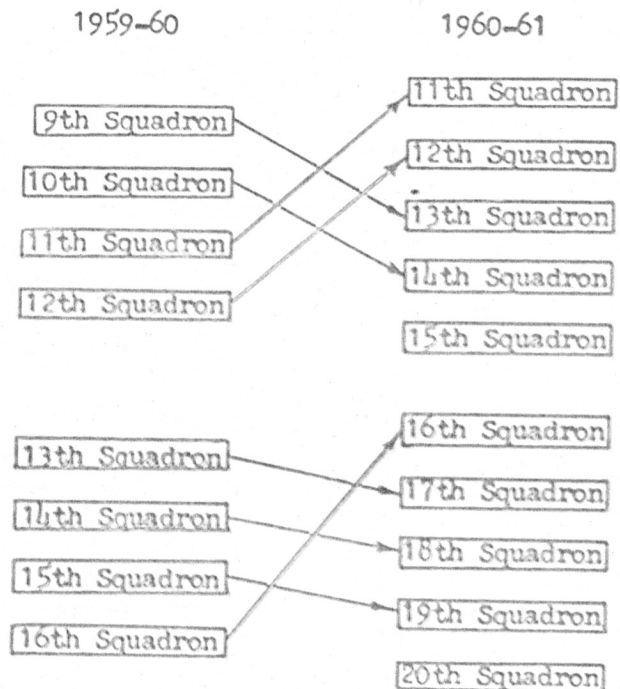 1959-60
9th Squadron
10th Squadron
11th Squadron
12th Squadron
13th Squadron
14th Squadron
15th Squadron
16th Squadron
1960-61
11th Squadron
12th Squadron
13th Squadron
14th Squadron
15th Squadron
16th Squadron
17th Squadron
18th Squadron
19th Squadron
20th Squadron